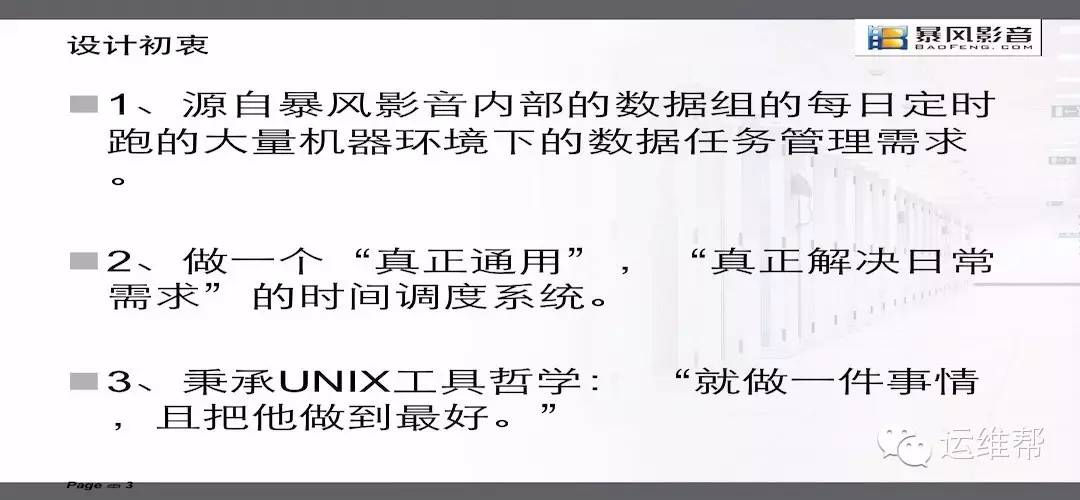 设计初衷
暴风影音
BAOFENG.COM
1、源自暴风影音内部的数据组的每日定时
跑的大量机器环境下的数据任务管理需求
。
2、做一个“真正通用”，“真正解决日常
需求”的时间调度系统。
3、秉承UNIX工具哲学：“就做一件事情
，且把他做到最好。”
运维帮
Page 3